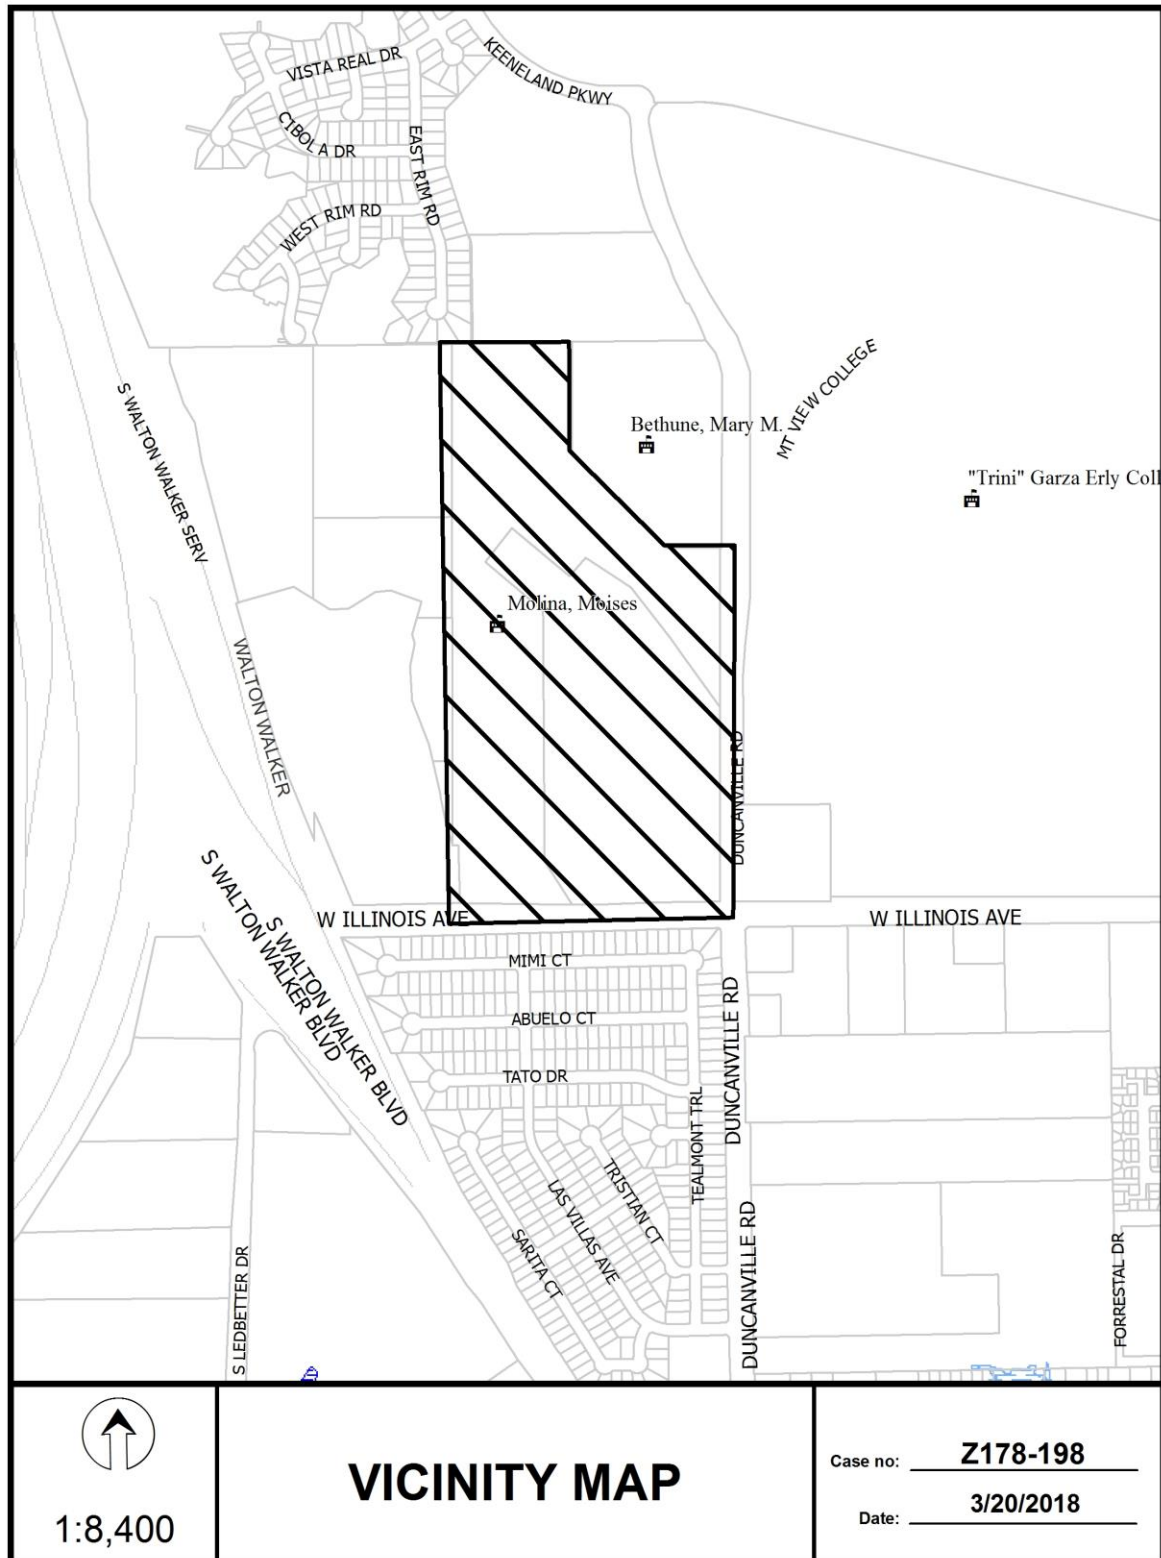 VISTA REAL DR
KEENELAND PKWY
CIBOLA DR
EAST RIM RD
WEST RIM RD
S WALTON WALKER SERV
MT VIEW COLLEGE
Bethune, Mary M.
"Trini" Garza Erly Coll
Molina, Moises
WALTON WALKER
DUNCANVILLE RD
S WALTON WALKER BLVD
S WALTON WALKER BLVD
W ILLINOIS AVE
W ILLINOIS AVE
MIMI CT
ABUELO CT
TATO DR
DUNCANVILLE RD
TEALMONT TRL
TRISTIAN CT
LAS VILLAS AVE
SARITA CT
DUNCANVILLE RD
S LEDBETTER DR
FORRESTAL DR
1:8,400
VICINITY MAP
Case no: Z178-198
Date: 3/20/2018